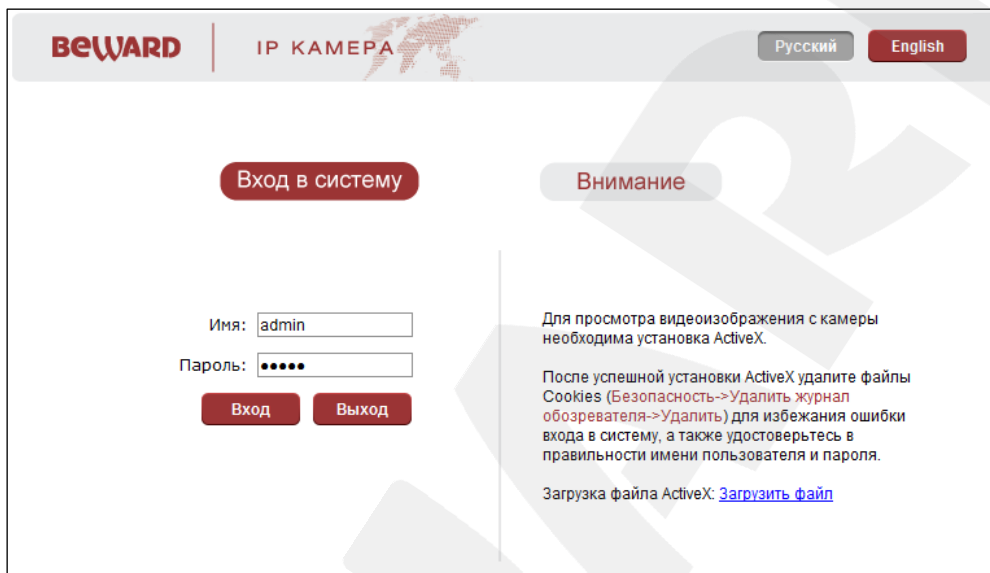 BEWARD
IP КАМЕРА
Русский
English
Вход в систему
Внимание
Имя: admin
Пароль: •••••
Вход
Выход
Для просмотра видеоизображения с камеры
необходима установка ActiveX.
После успешной установки ActiveX удалите файлы
Cookies (Безопасность->Удалить журнал
обозревателя->Удалить) для избежания ошибки
входа в систему, а также удостоверьтесь в
правильности имени пользователя и пароля.
Загрузка файла ActiveX: Загрузить файл